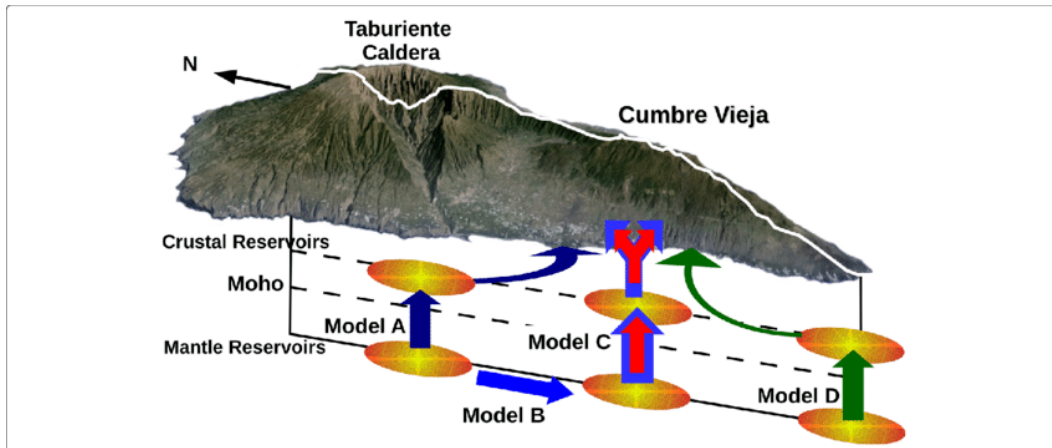 Taburiente
Caldera
N
Cumbre Vieja
Crustal Reservoirs
Moho
Model A
Mantle Reservoirs
Model C
Model B
Model D